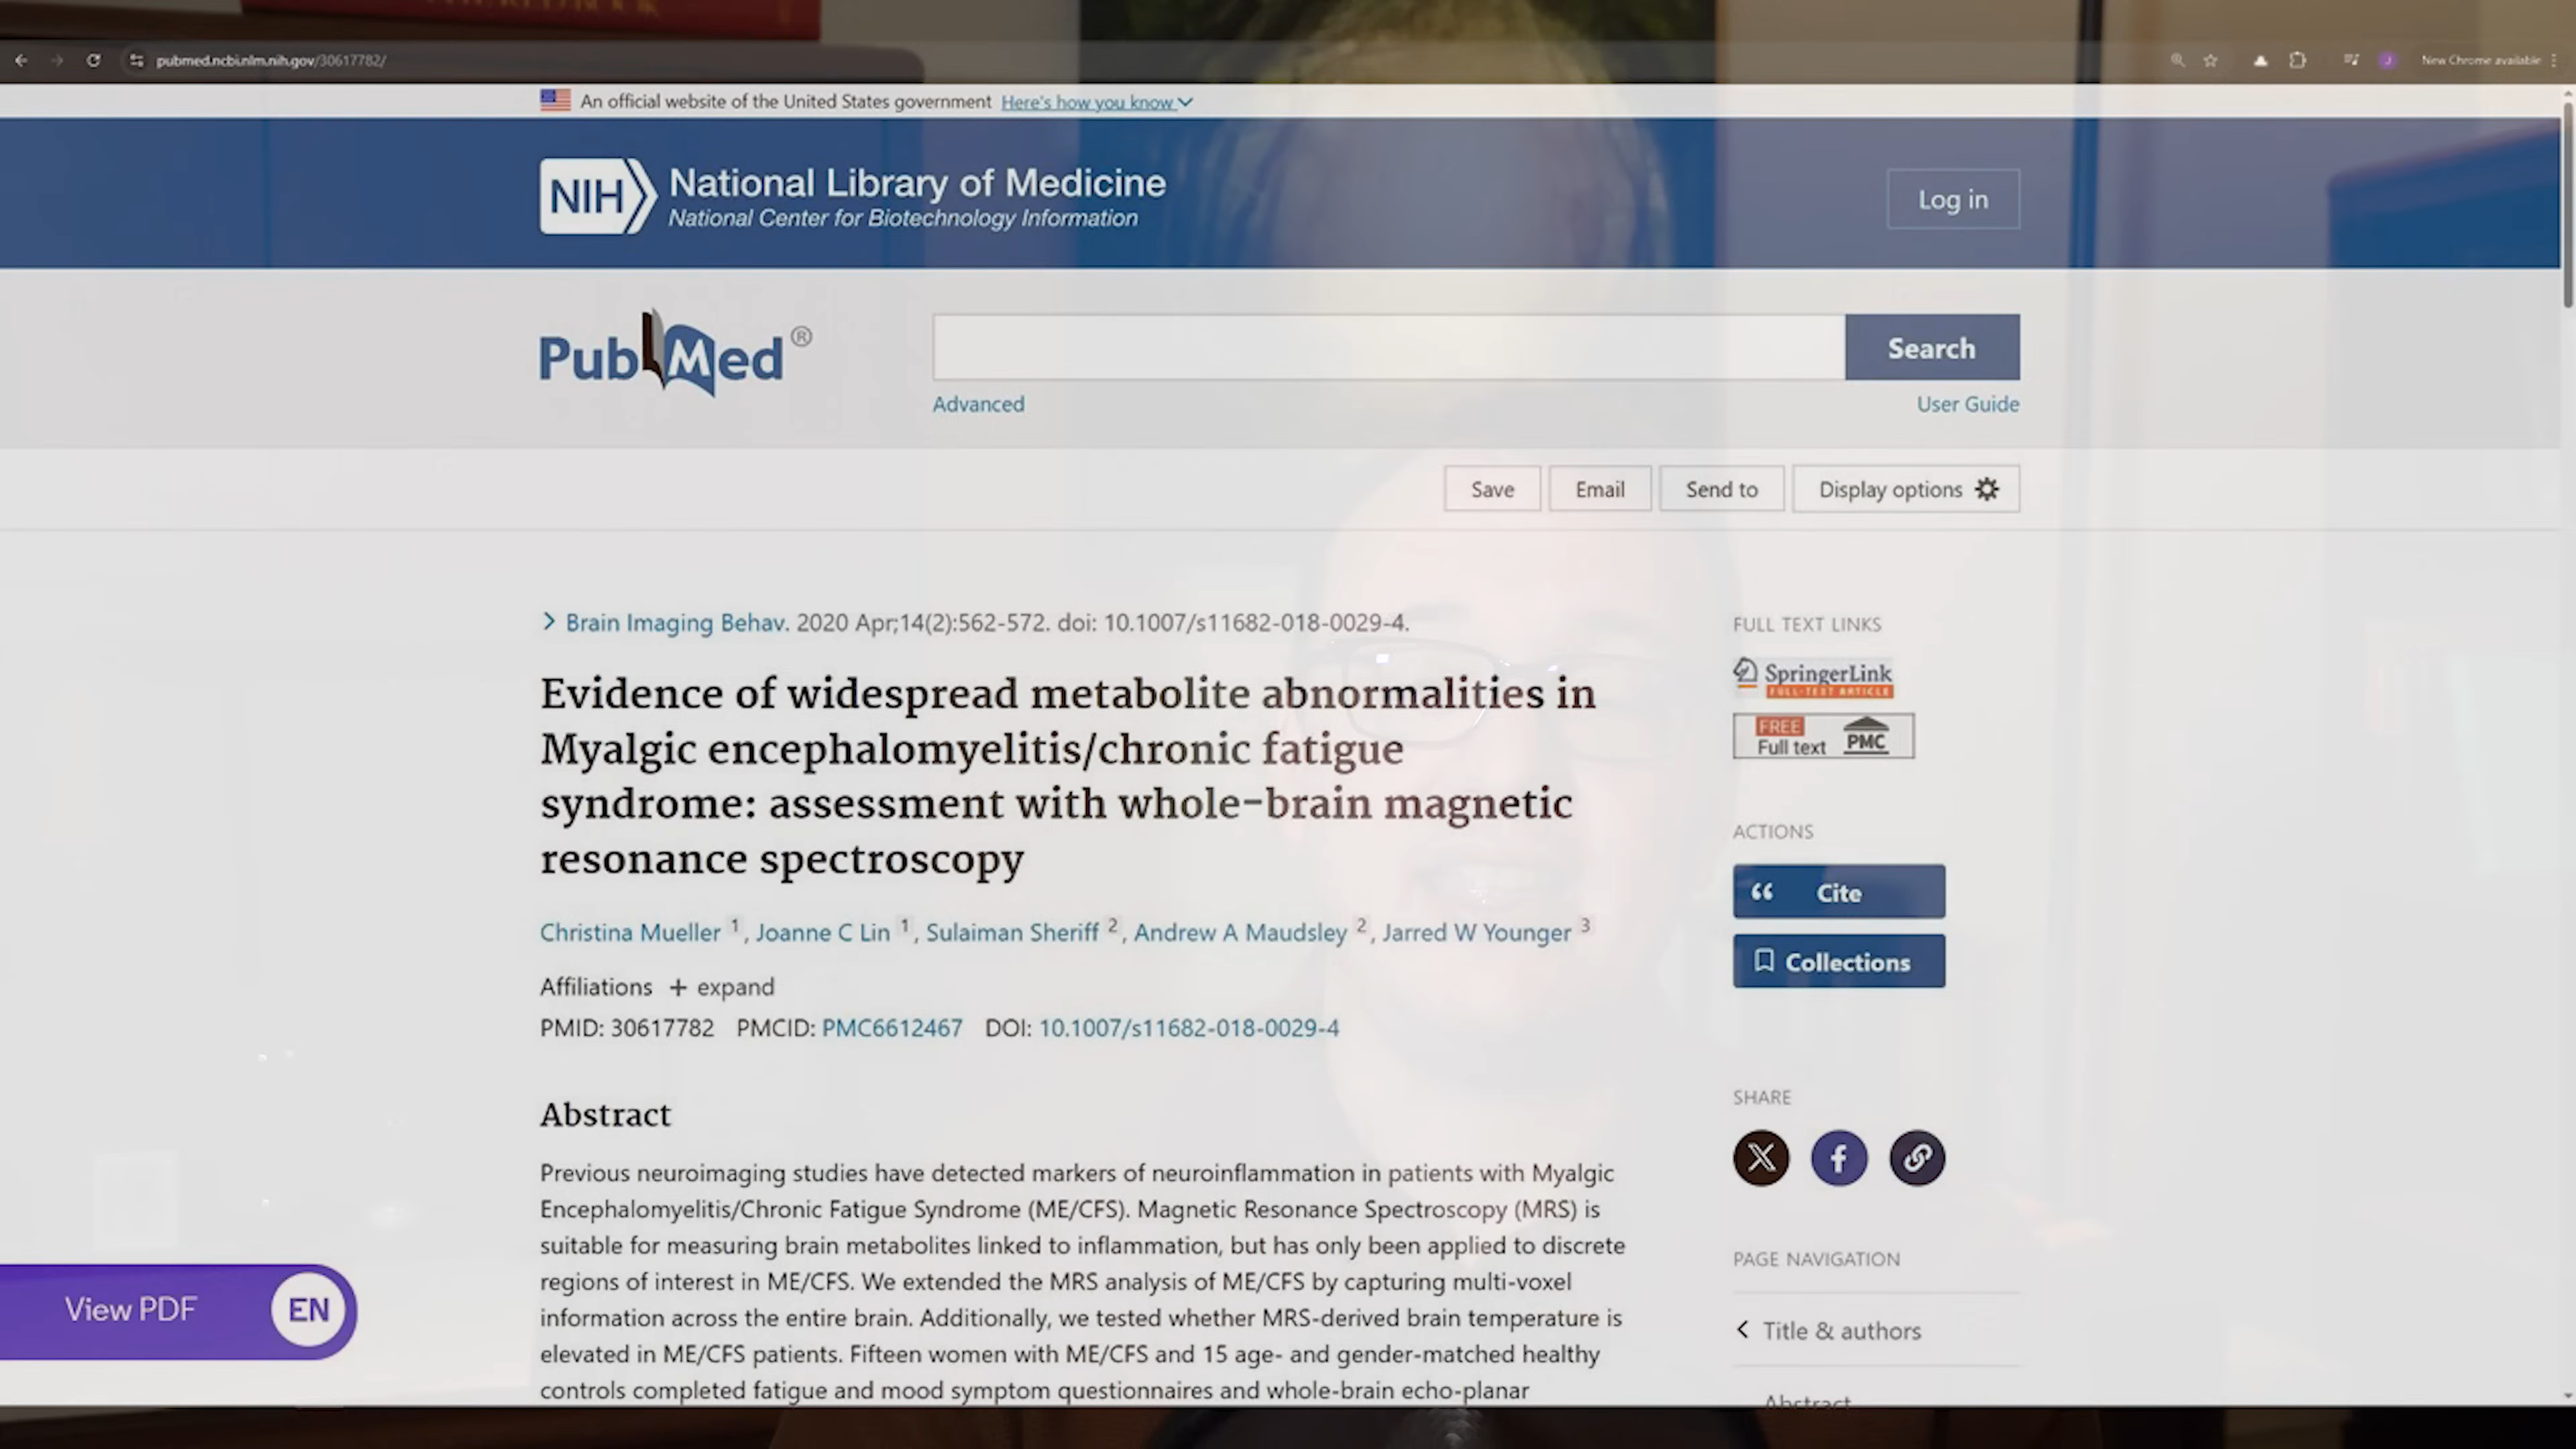 pubmed.ncbi.nlm.nih.gov/30617782/
New Chrome available
An official website of the United States government Here's how you know
NIH National Library of Medicine
National Center for Biotechnology Information
Log in
PubMed®
Search
Advanced
User Guide
Save
Email
Send to
Display options
Brain Imaging Behav. 2020 Apr;14(2):562-572. doi: 10.1007/s11682-018-0029-4.
Evidence of widespread metabolite abnormalities in
Myalgic encephalomyelitis/chronic fatigue
syndrome: assessment with whole-brain magnetic
resonance spectroscopy
Christina Mueller 1, Joanne C Lin 1, Sulaiman Sheriff 2, Andrew A Maudsley 2, Jarred W Younger 3
Affiliations + expand
PMID: 30617782 PMCID: PMC6612467 DOI: 10.1007/s11682-018-0029-4
Abstract
Previous neuroimaging studies have detected markers of neuroinflammation in patients with Myalgic
Encephalomyelitis/Chronic Fatigue Syndrome (ME/CFS). Magnetic Resonance Spectroscopy (MRS) is
suitable for measuring brain metabolites linked to inflammation, but has only been applied to discrete
regions of interest in ME/CFS. We extended the MRS analysis of ME/CFS by capturing multi-voxel
information across the entire brain. Additionally, we tested whether MRS-derived brain temperature is
elevated in ME/CFS patients. Fifteen women with ME/CFS and 15 age- and gender-matched healthy
controls completed fatigue and mood symptom questionnaires and whole-brain echo-planar
FULL TEXT LINKS
SpringerLink
FULL-TEXT ARTICLE
FREE
Full text PMC
ACTIONS
Cite
Collections
SHARE
PAGE NAVIGATION
Title & authors
Abstract
View PDF EN